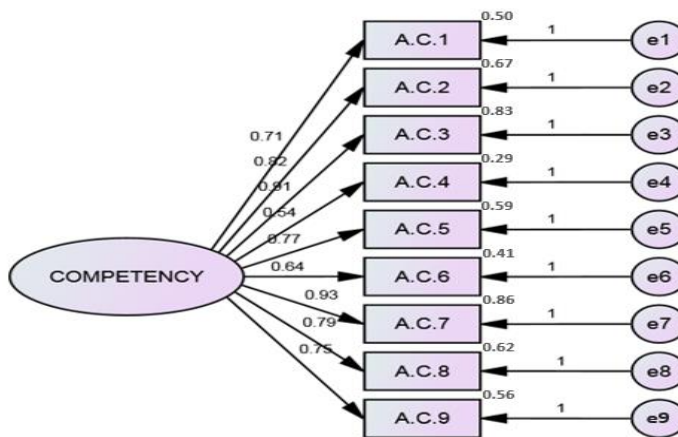 0.50
A.C.1
1
e1
0.67
A.C.2
1
e2
0.83
A.C.3
1
e3
0.29
A.C.4
1
e4
0.59
A.C.5
1
e5
0.41
A.C.6
1
e6
0.86
A.C.7
1
e7
0.62
A.C.8
1
e8
0.56
A.C.9
1
e9
0.71
0.82
0.91
0.54
0.77
0.64
0.93
0.79
0.75
COMPETENCY